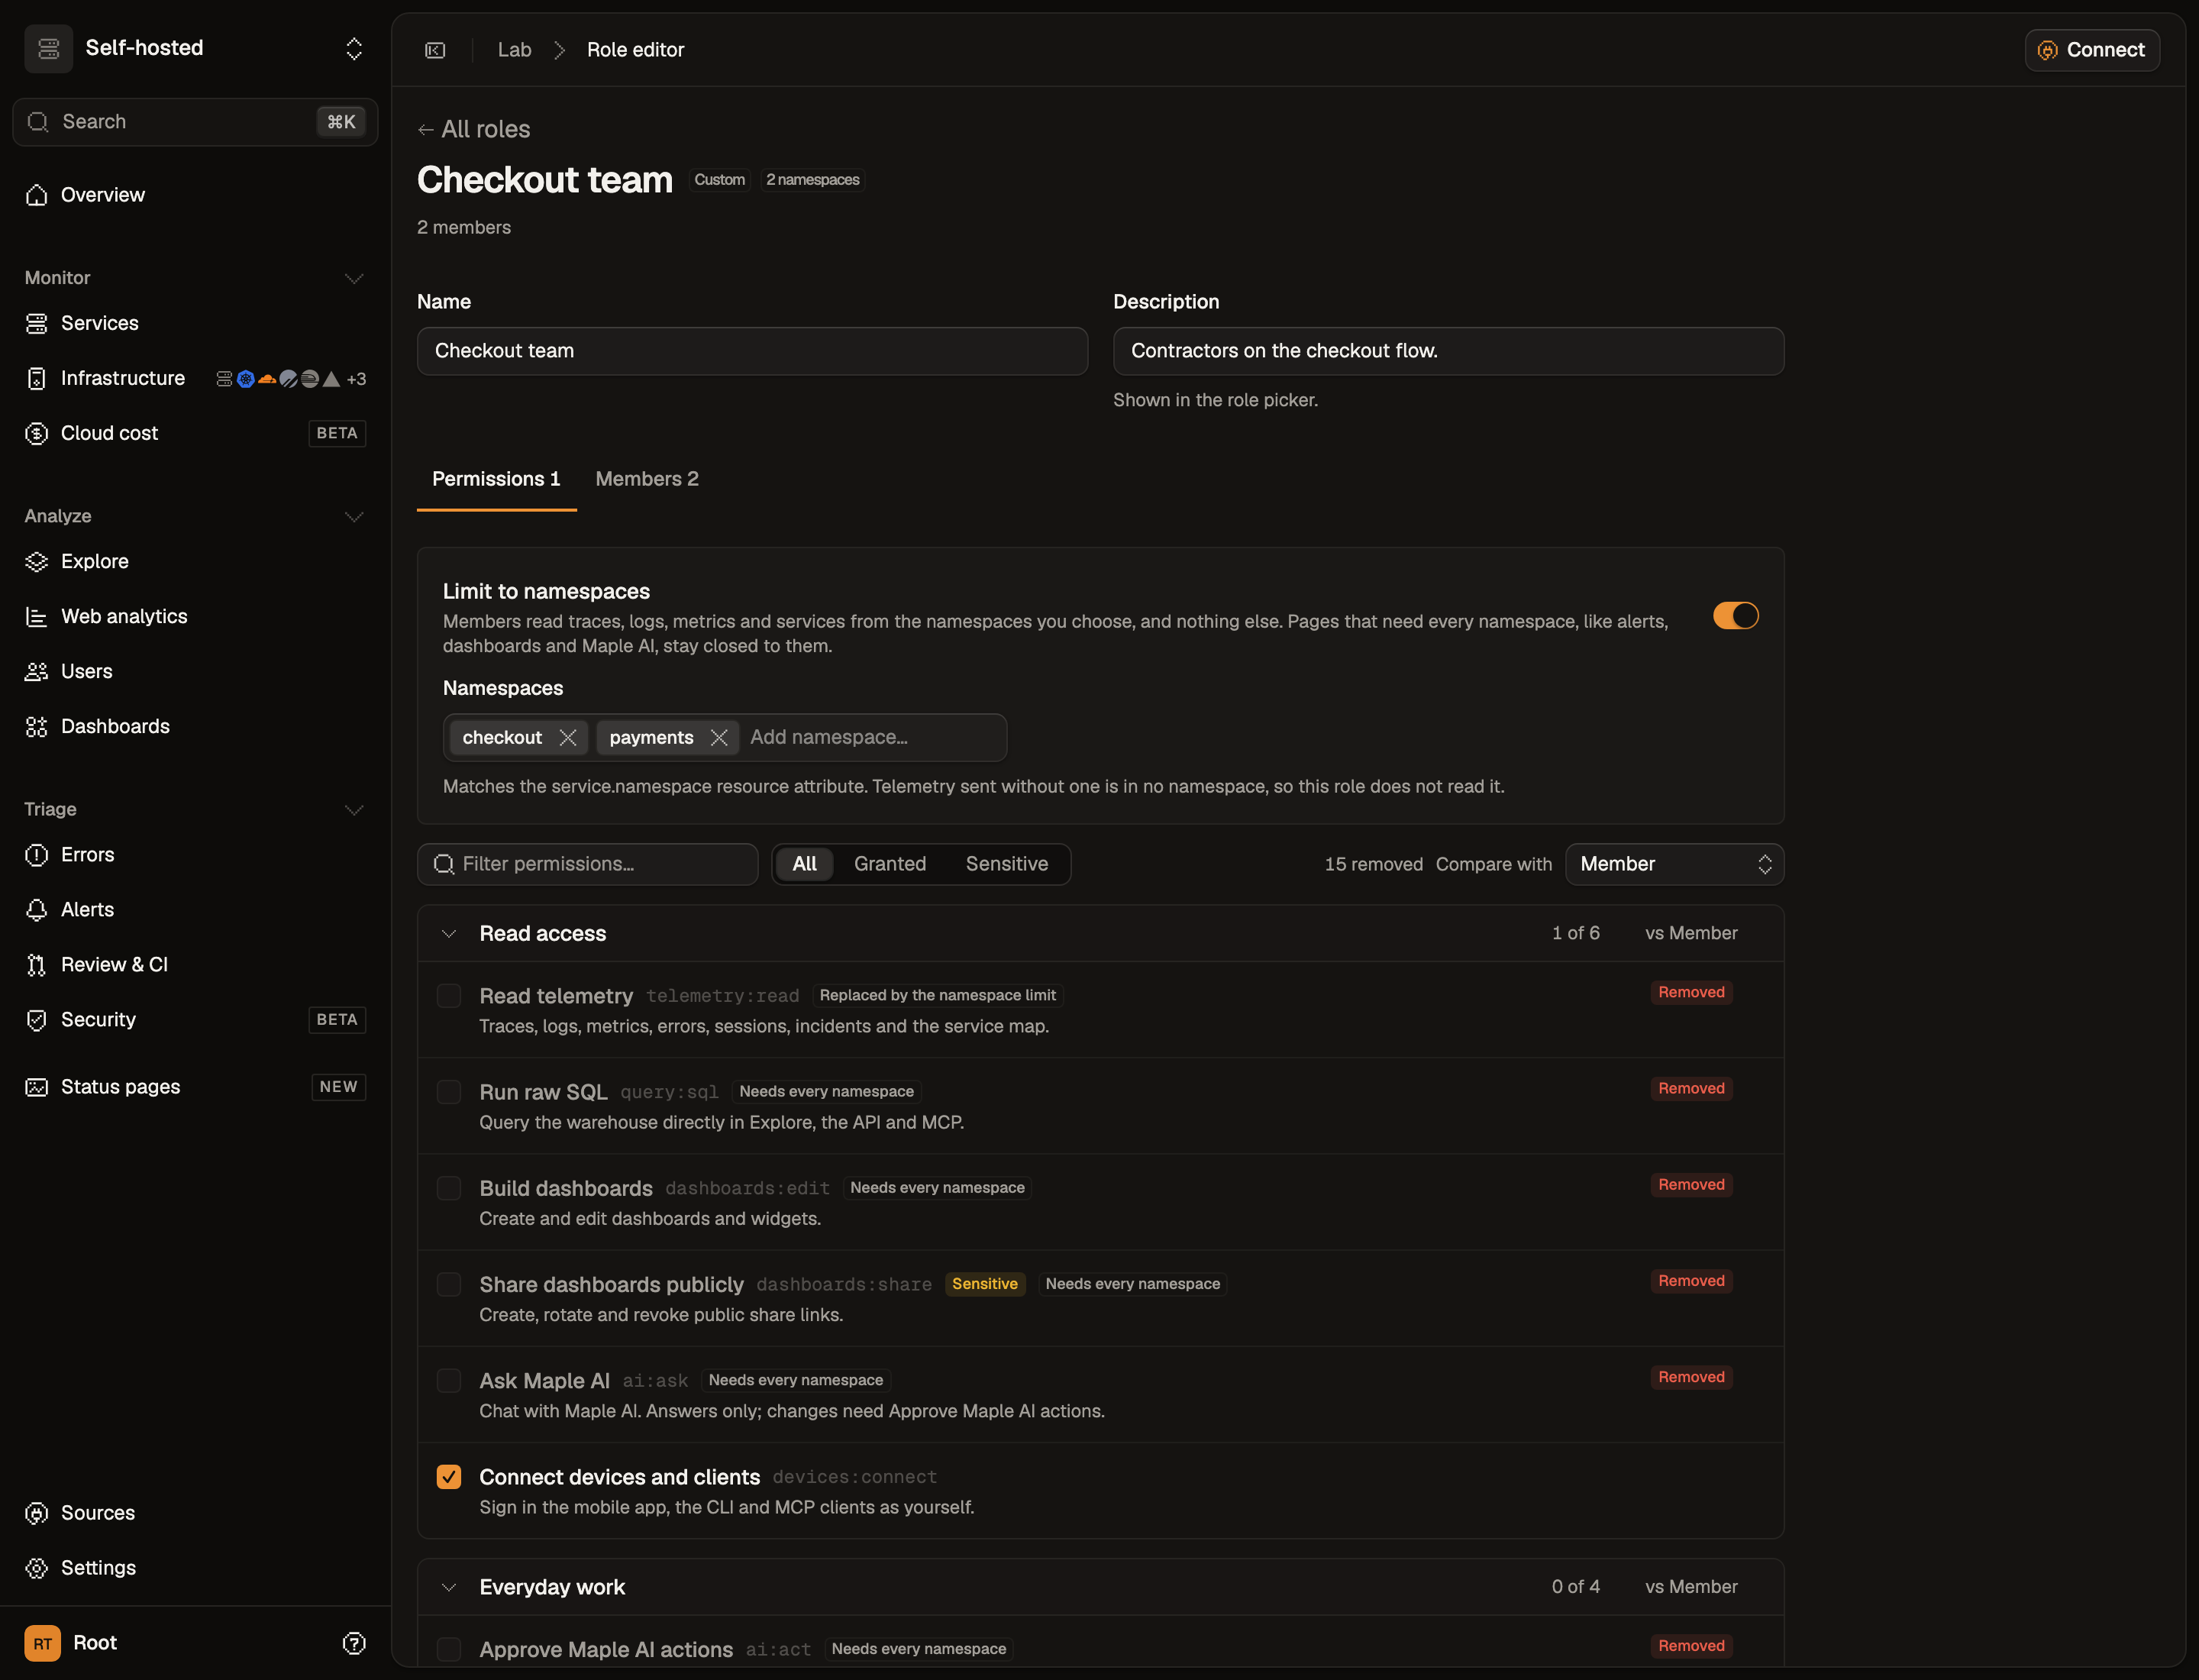 Self-hosted
Search
⌘K
Overview
Monitor
Services
Infrastructure
+3
Cloud cost
BETA
Analyze
Explore
Web analytics
Users
Dashboards
Triage
Errors
Alerts
Review & CI
Security
BETA
Status pages
NEW
Sources
Settings
RT
Root
Lab
Role editor
Connect
← All roles
Checkout team
Custom
2 namespaces
2 members
Name
Checkout team
Description
Contractors on the checkout flow.
Shown in the role picker.
Permissions 1
Members 2
Limit to namespaces
Members read traces, logs, metrics and services from the namespaces you choose, and nothing else. Pages that need every namespace, like alerts,
dashboards and Maple AI, stay closed to them.
Namespaces
checkout
payments
Add namespace...
Matches the service.namespace resource attribute. Telemetry sent without one is in no namespace, so this role does not read it.
Filter permissions...
All
Granted
Sensitive
15 removed
Compare with
Member
Read access
1 of 6
vs Member
Read telemetry telemetry:read Replaced by the namespace limit
Removed
Traces, logs, metrics, errors, sessions, incidents and the service map.
Run raw SQL query:sql Needs every namespace
Removed
Query the warehouse directly in Explore, the API and MCP.
Build dashboards dashboards:edit Needs every namespace
Removed
Create and edit dashboards and widgets.
Share dashboards publicly dashboards:share Sensitive Needs every namespace
Removed
Create, rotate and revoke public share links.
Ask Maple AI ai:ask Needs every namespace
Removed
Chat with Maple AI. Answers only; changes need Approve Maple AI actions.
Connect devices and clients devices:connect
Sign in the mobile app, the CLI and MCP clients as yourself.
Everyday work
0 of 4
vs Member
Approve Maple AI actions ai:act Needs every namespace
Removed